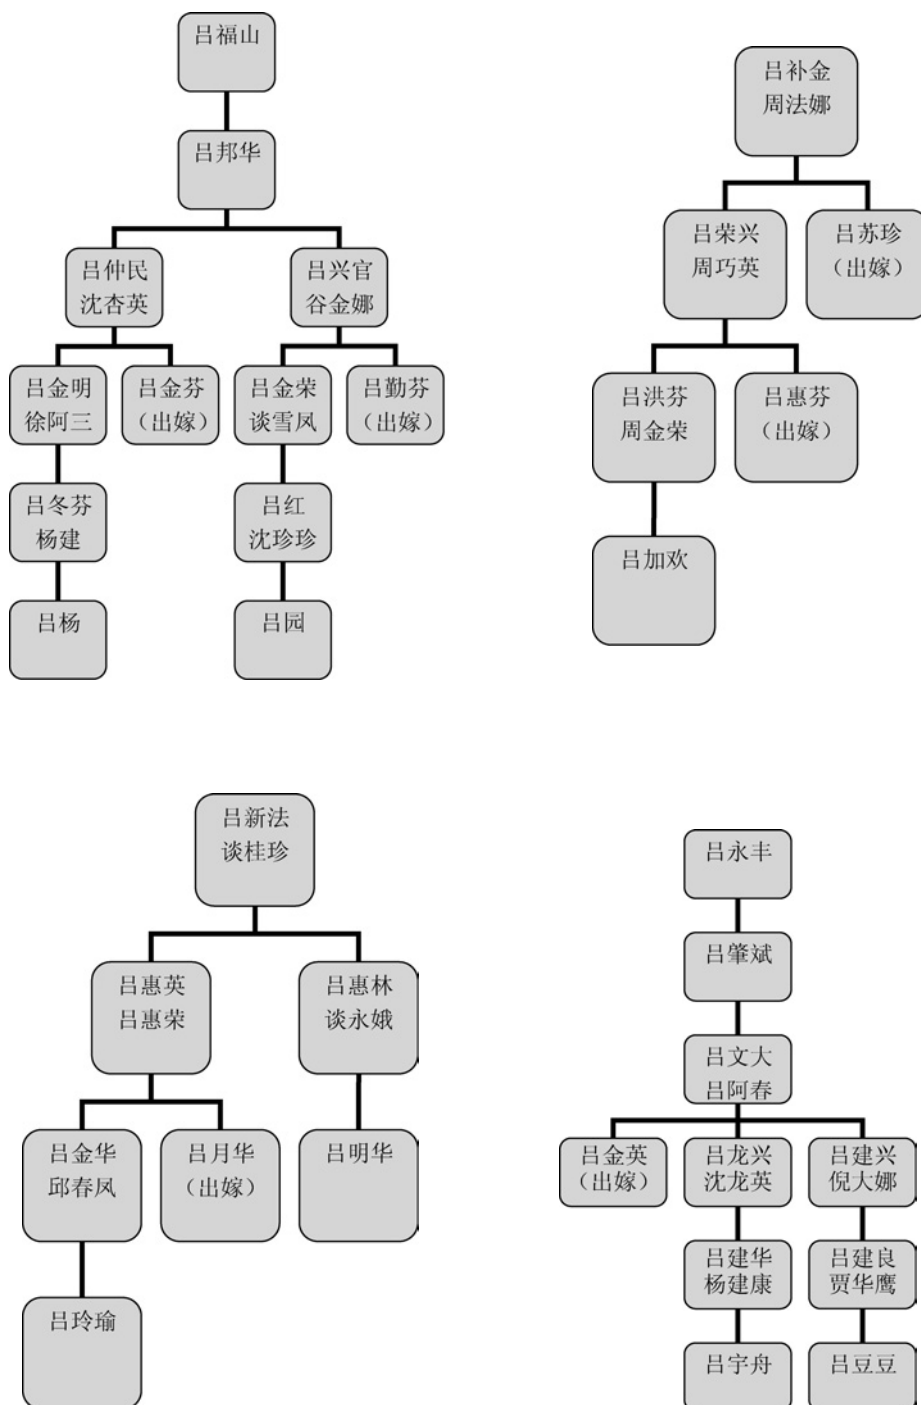 吕福山
吕邦华
吕仲民
沈杏英
吕兴官
谷金娜
吕金明
徐阿三
吕金芬
（出嫁）
吕金荣
谈雪凤
吕勤芬
（出嫁）
吕冬芬
杨建
吕红
沈珍珍
吕杨
吕园
吕补金
周法娜
吕荣兴
周巧英
吕苏珍
（出嫁）
吕洪芬
周金荣
吕惠芬
（出嫁）
吕加欢
吕新法
谈桂珍
吕惠英
吕惠荣
吕惠林
谈永娥
吕金华
邱春凤
吕月华
（出嫁）
吕明华
吕玲瑜
吕永丰
吕肇斌
吕文大
吕阿春
吕金英
（出嫁）
吕龙兴
沈龙英
吕建兴
倪大娜
吕建华
杨建康
吕建良
贾华鹰
吕宇舟
吕豆豆